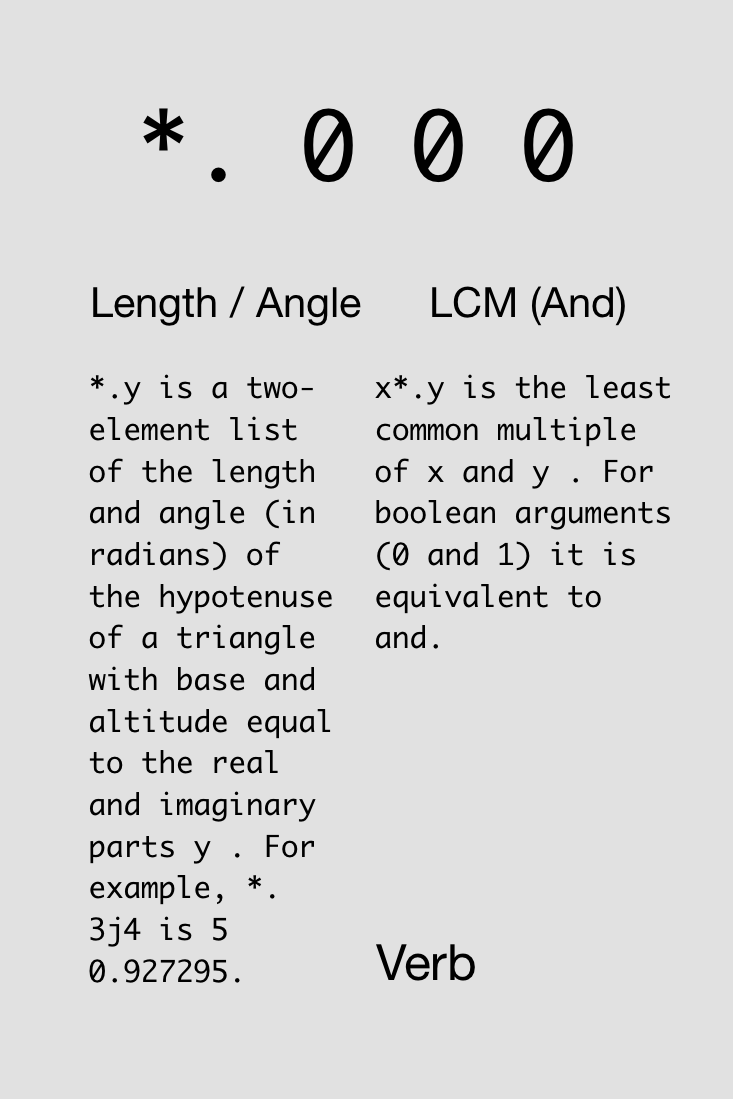 *. 0 0 0
Length / Angle
*.y is a two-
element list
of the length
and angle (in
radians) of
the hypotenuse
of a triangle
with base and
altitude equal
to the real
and imaginary
parts y . For
example, *.
3j4 is 5
0.927295.
LCM (And)
x*.y is the least
common multiple
of x and y . For
boolean arguments
(0 and 1) it is
equivalent to
and.
Verb